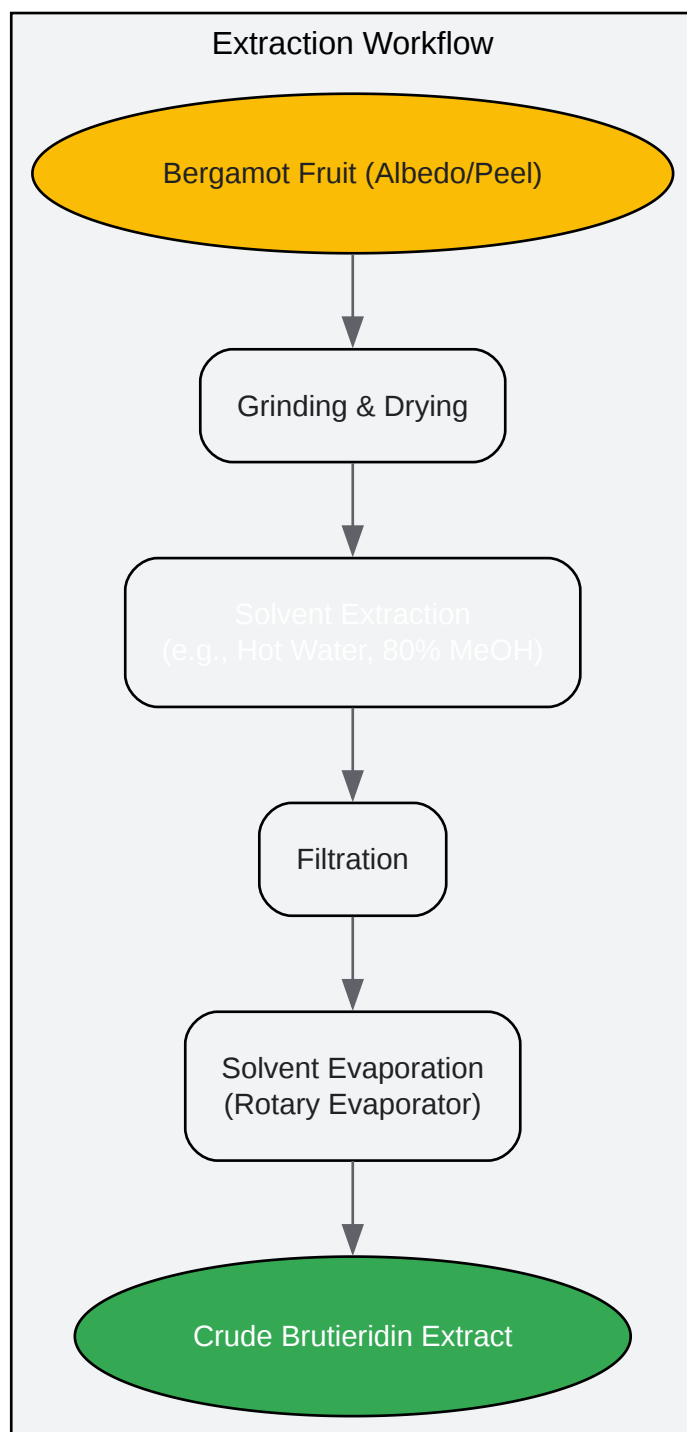 Extraction Workflow
Bergamot Fruit (Albedo/Peel)
Grinding & Drying
Solvent Extraction
(e.g., Hot Water, 80% MeOH)
Filtration
Solvent Evaporation
(Rotary Evaporator)
Crude Brutieridin Extract